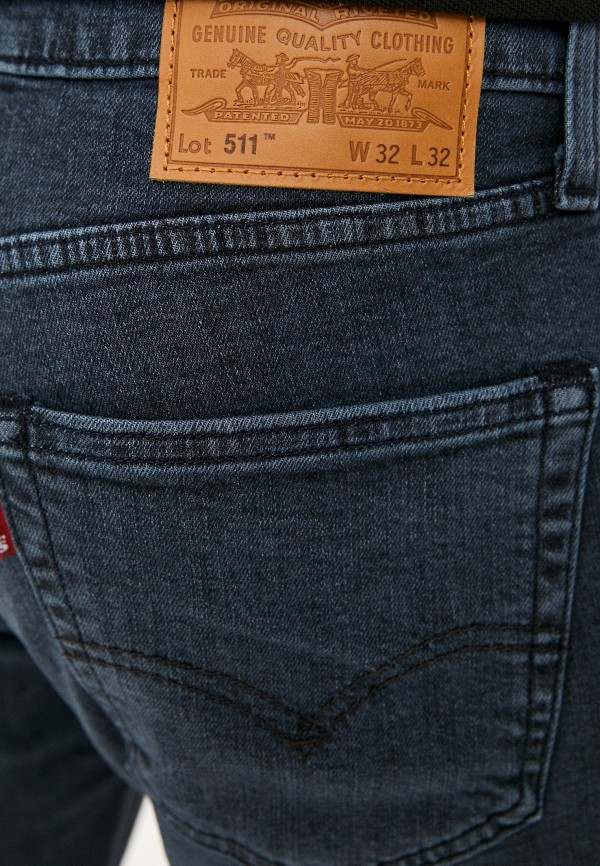 ORIGINAL RIVETED
GENUINE QUALITY CLOTHING
TRADE MARK
PATENTED MAY 20 1873
Lot 511™ W 32 L 32